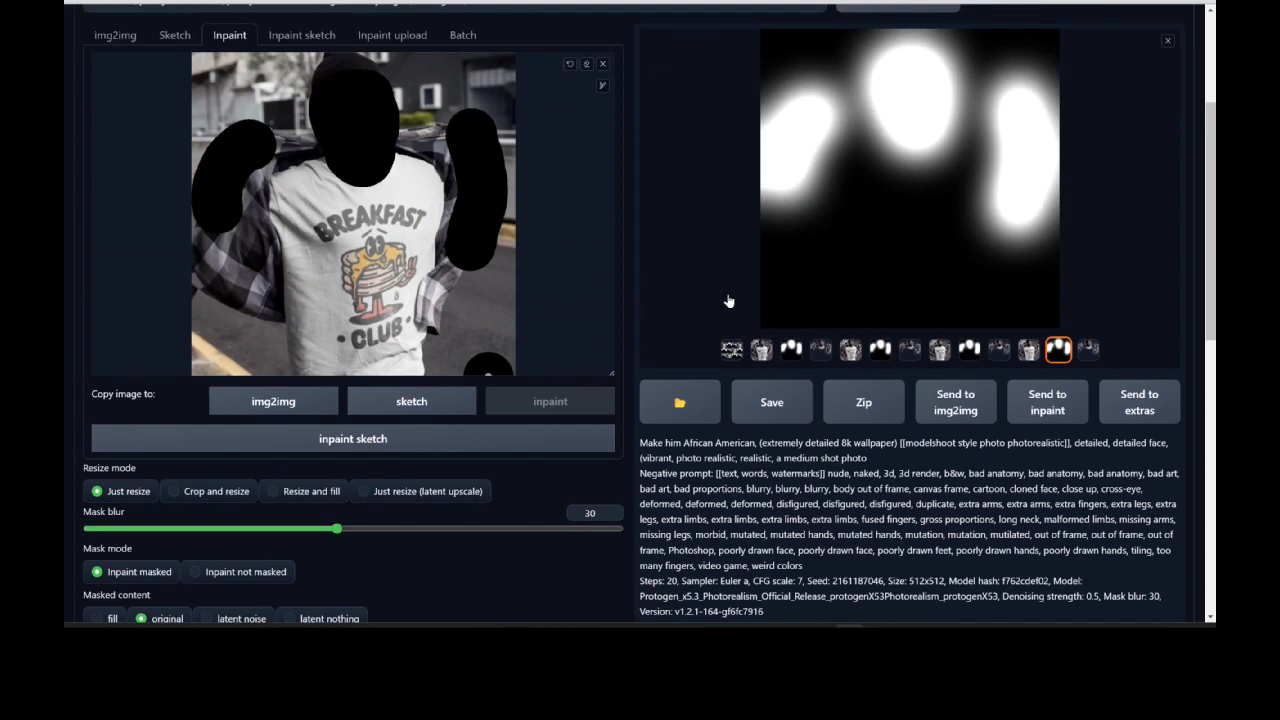 img2img
Sketch
Inpaint
Inpaint sketch
Inpaint upload
Batch
BREAKFAST
CLUB
Copy image to:
img2img
sketch
inpaint
inpaint sketch
Resize mode
Just resize
Crop and resize
Resize and fill
Just resize (latent upscale)
Mask blur
30
Mask mode
Inpaint masked
Inpaint not masked
Masked content
fill
original
latent noise
latent nothing
Save
Zip
Send to
img2img
Send to
inpaint
Send to
extras
Make him African American, (extremely detailed 8k wallpaper) [[modelshoot style photo photorealistic]], detailed, detailed face,
(vibrant, photo realistic, realistic, a medium shot photo
Negative prompt: [[text, words, watermarks]] nude, naked, 3d, 3d render, b&w, bad anatomy, bad anatomy, bad anatomy, bad art,
bad art, bad proportions, blurry, blurry, blurry, body out of frame, canvas frame, cartoon, cloned face, close up, cross-eye,
deformed, deformed, deformed, disfigured, disfigured, disfigured, duplicate, extra arms, extra arms, extra fingers, extra legs, extra
legs, extra limbs, extra limbs, extra limbs, extra limbs, fused fingers, gross proportions, long neck, malformed limbs, missing arms,
missing legs, morbid, mutated, mutated hands, mutated hands, mutation, mutation, mutilated, out of frame, out of frame, out of
frame, Photoshop, poorly drawn face, poorly drawn face, poorly drawn feet, poorly drawn hands, poorly drawn hands, tiling, too
many fingers, video game, weird colors
Steps: 20, Sampler: Euler a, CFG scale: 7, Seed: 2161187046, Size: 512x512, Model hash: f762cdef02, Model:
Protogen_x5.3_Photorealism_Official_Release_protogenX53Photorealism_protogenX53, Denoising strength: 0.5, Mask blur: 30,
Version: v1.2.1-164-gf6fc7916